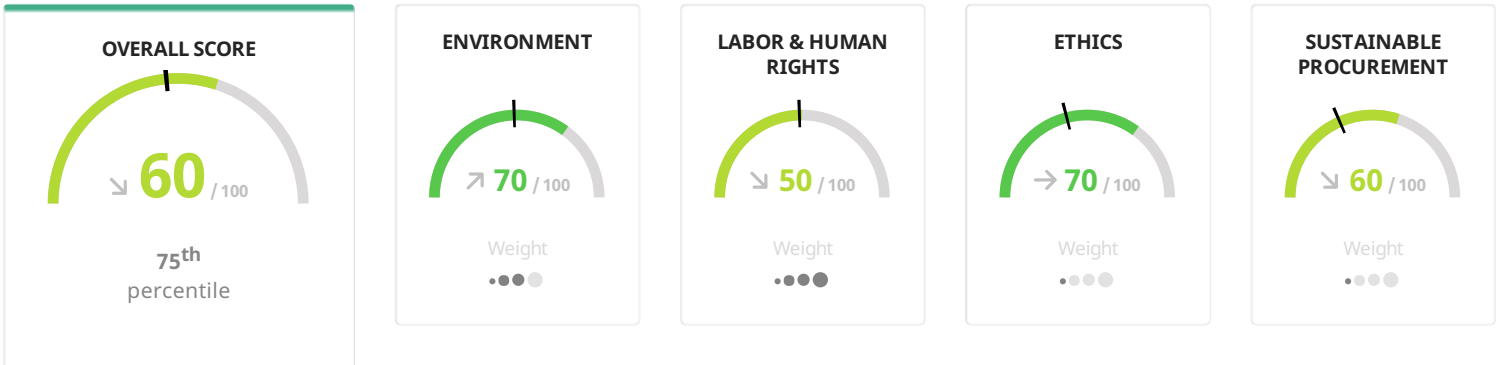 OVERALL SCORE
60 / 100
75th
percentile
ENVIRONMENT
70 / 100
Weight
LABOR & HUMAN
RIGHTS
50 / 100
Weight
ETHICS
70 / 100
Weight
SUSTAINABLE
PROCUREMENT
60 / 100
Weight